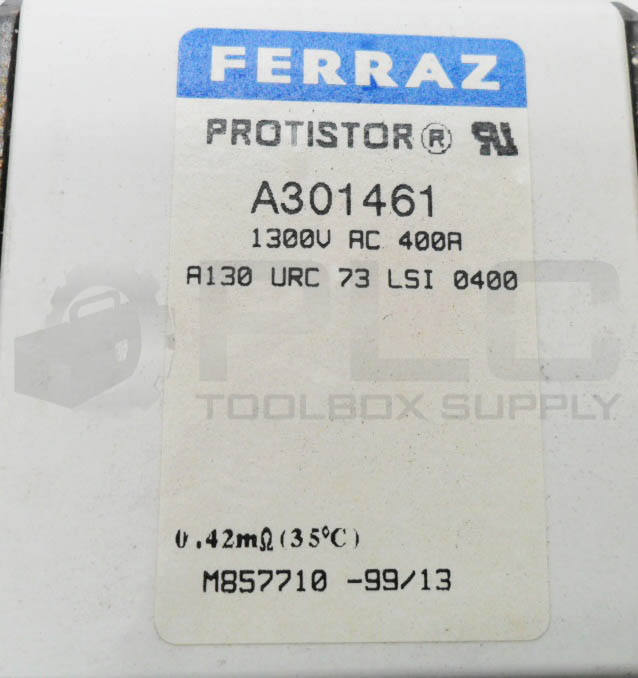 FERRAZ
PROTISTOR®
A301461
1300V AC 400A
A130 URC 73 LSI 0400
PLC
TOOLBOX SUPPLY
0.42mΩ(35°C)
M857710 -99/13